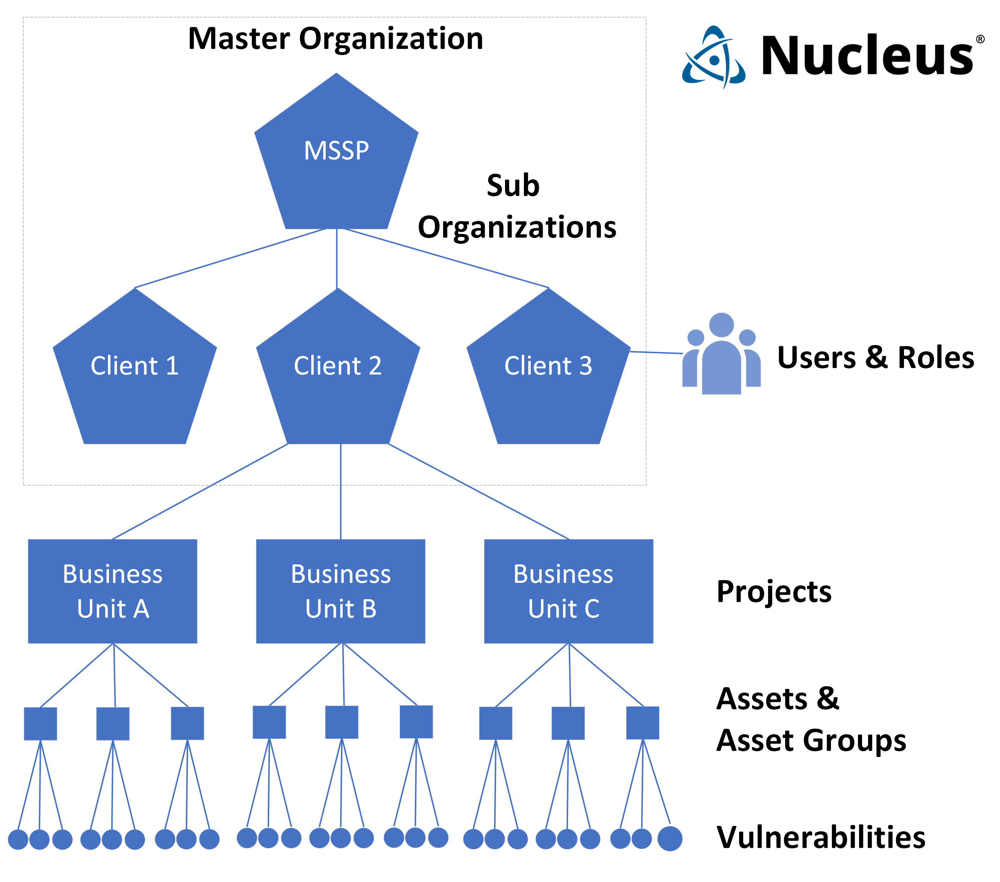 Master Organization
Nucleus®
MSSP
Sub
Organizations
Client 1
Client 2
Client 3
Users & Roles
Business
Unit A
Business
Unit B
Business
Unit C
Projects
Assets &
Asset Groups
Vulnerabilities